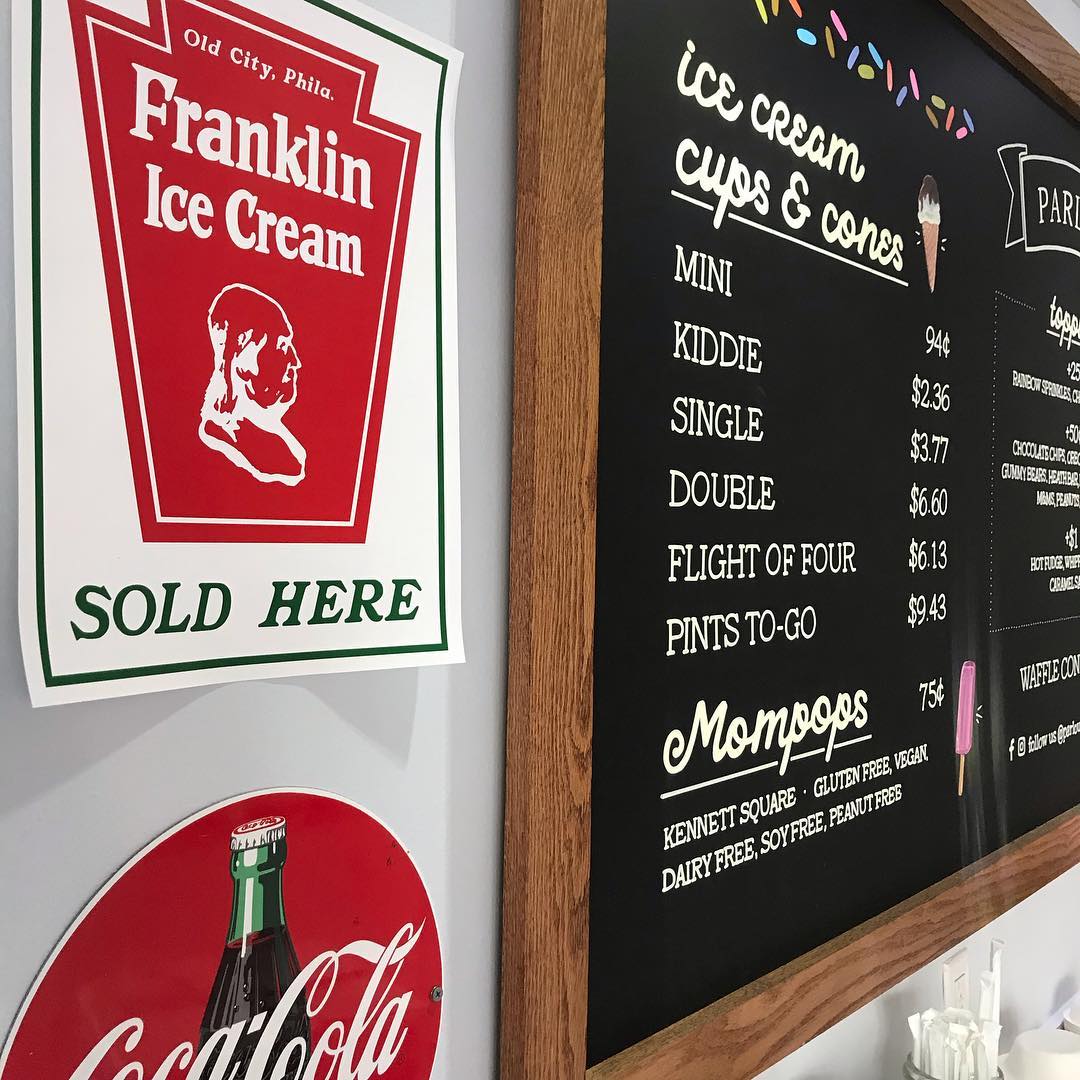 Old City, Phila.
Franklin
Ice Cream
SOLD HERE
Coca-Cola
ice cream
cups & cones
MINI 94¢
KIDDIE $2.36
SINGLE $3.77
DOUBLE $6.60
FLIGHT OF FOUR $6.13
PINTS TO-GO $9.43
Mompops 75¢
KENNETT SQUARE · GLUTEN FREE, VEGAN,
DAIRY FREE, SOY FREE, PEANUT FREE
RAINBOW SPRINKLES,
CHOCOLATE CHIPS,
GUMMY BEARS, HEATH BAR,
M&MS, PEANUTS
+$1
HOT FUDGE,
WAFFLE
follow us